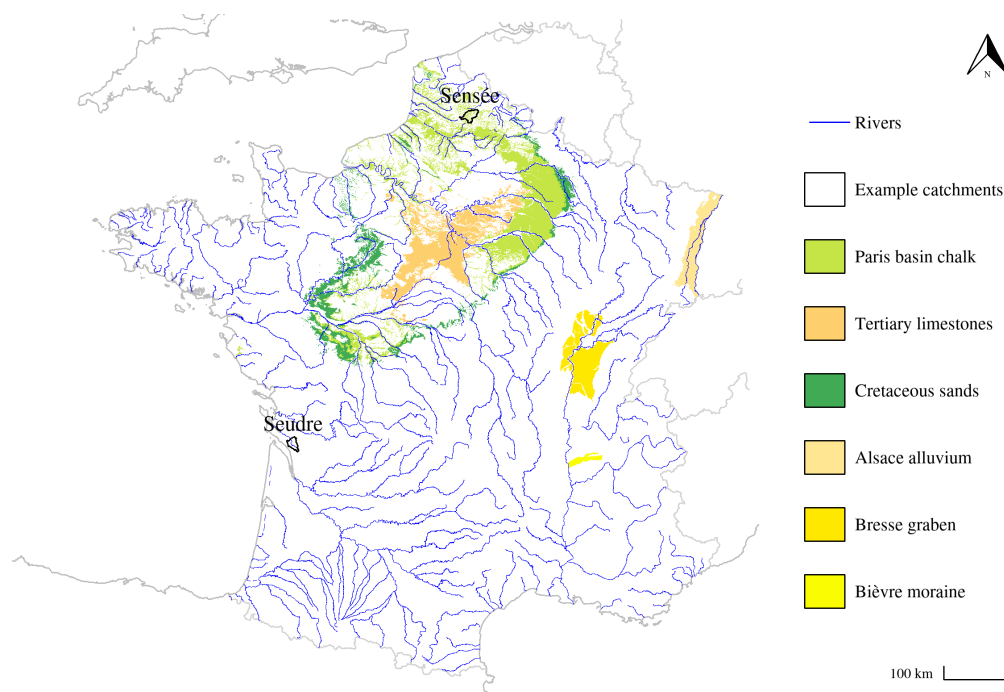 Sensée
Seudre
N
Rivers
Example catchments
Paris basin chalk
Tertiary limestones
Cretaceous sands
Alsace alluvium
Bresse graben
Bièvre moraine
100 km